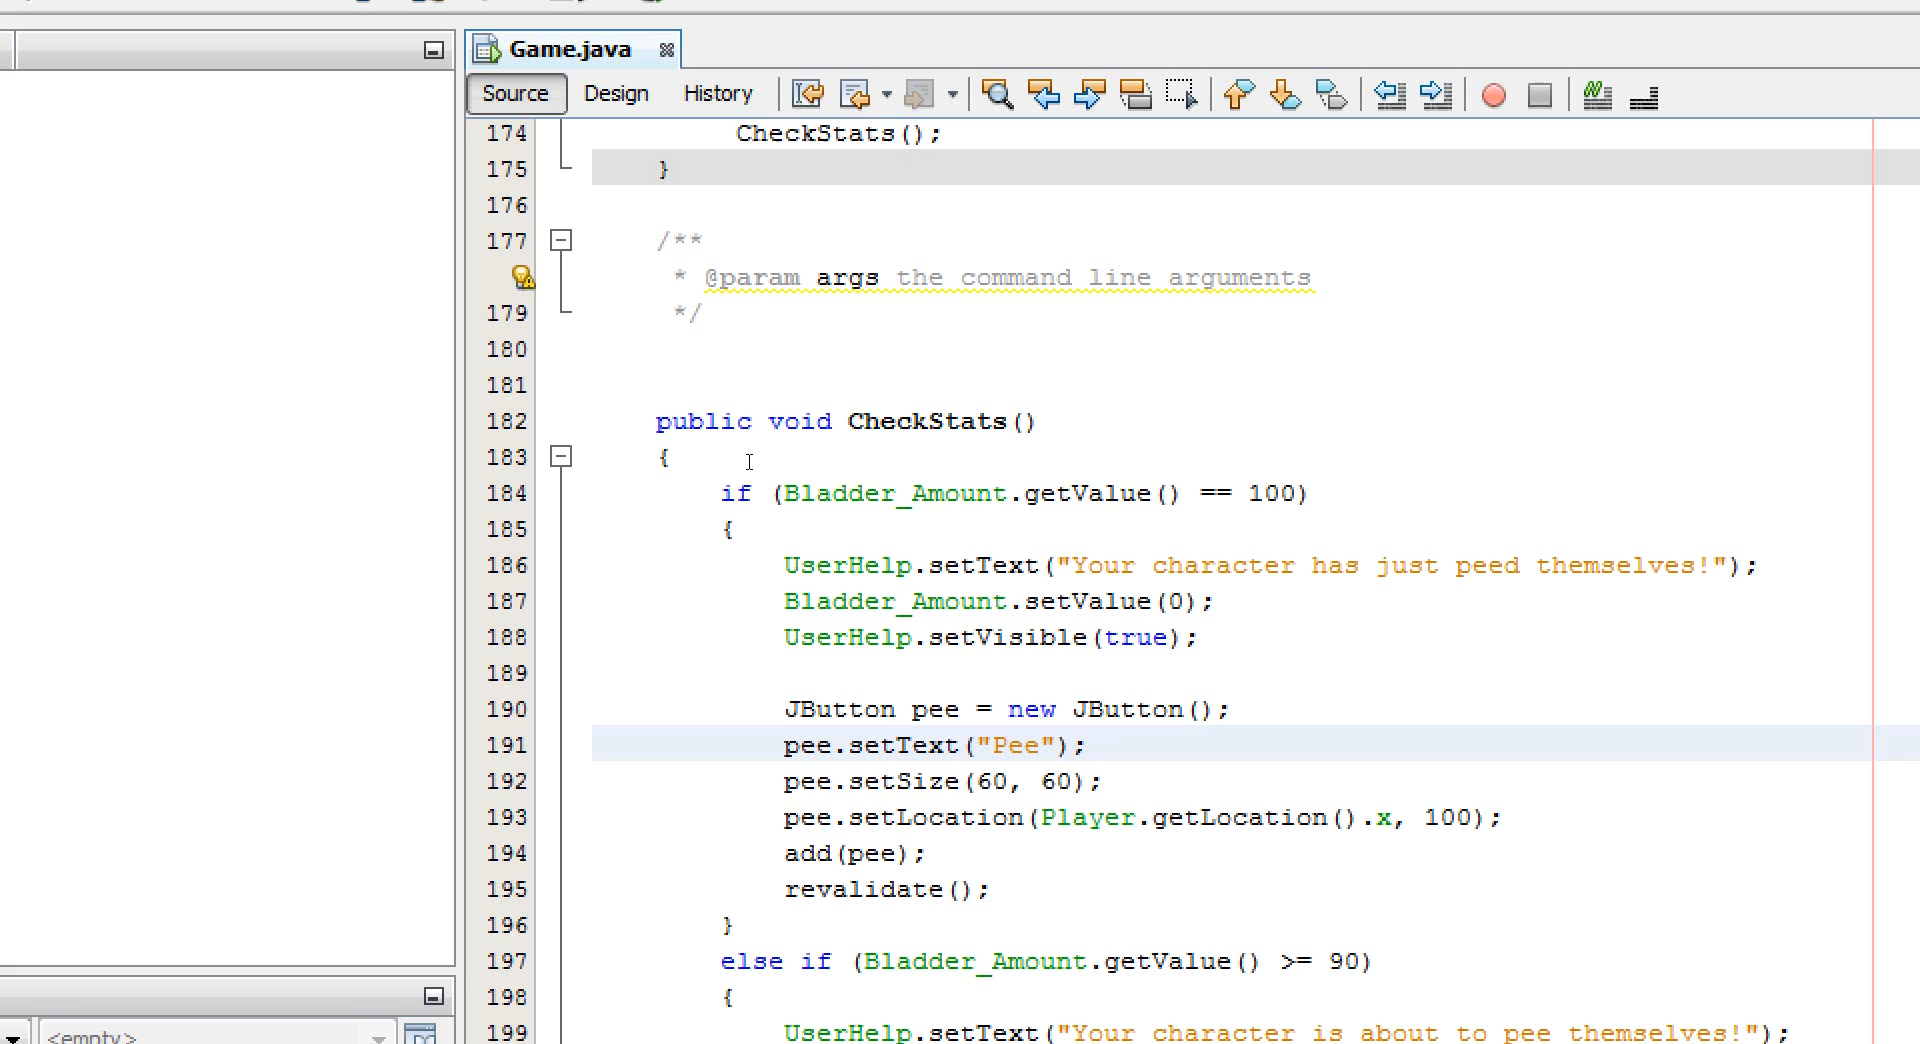 Game.java
Source Design History
174 CheckStats();
175 }
176
177 /**
* @param args the command line arguments
179 */
180
181
182 public void CheckStats()
183 {
184 if (Bladder_Amount.getValue() == 100)
185 {
186 UserHelp.setText("Your character has just peed themselves!");
187 Bladder_Amount.setValue(0);
188 UserHelp.setVisible(true);
189
190 JButton pee = new JButton();
191 pee.setText("Pee");
192 pee.setSize(60, 60);
193 pee.setLocation(Player.getLocation().x, 100);
194 add(pee);
195 revalidate();
196 }
197 else if (Bladder_Amount.getValue() >= 90)
198 {
199 UserHelp.setText("Your character is about to pee themselves!");
<empty>